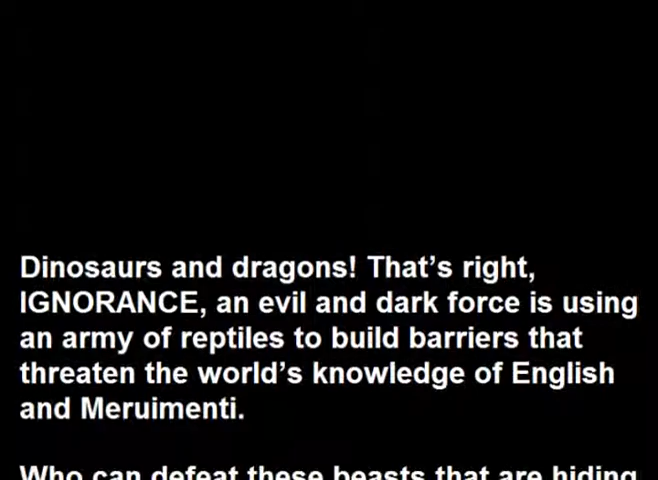 Dinosaurs and dragons! That’s right,
IGNORANCE, an evil and dark force is using
an army of reptiles to build barriers that
threaten the world’s knowledge of English
and Meruimenti.
Who can defeat these beasts that are hiding